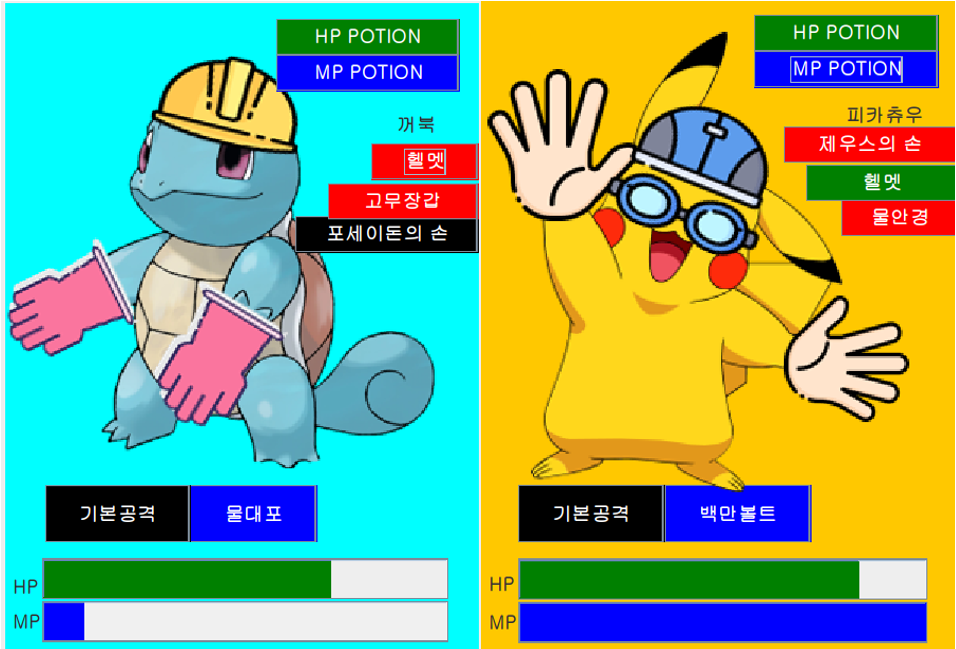 HP POTION
MP POTION
꺼북
헬멧
고무장갑
포세이돈의 손
기본공격
물대포
HP
MP
HP POTION
MP POTION
피카츄우
제우스의 손
헬멧
물안경
기본공격
백만볼트
HP
MP